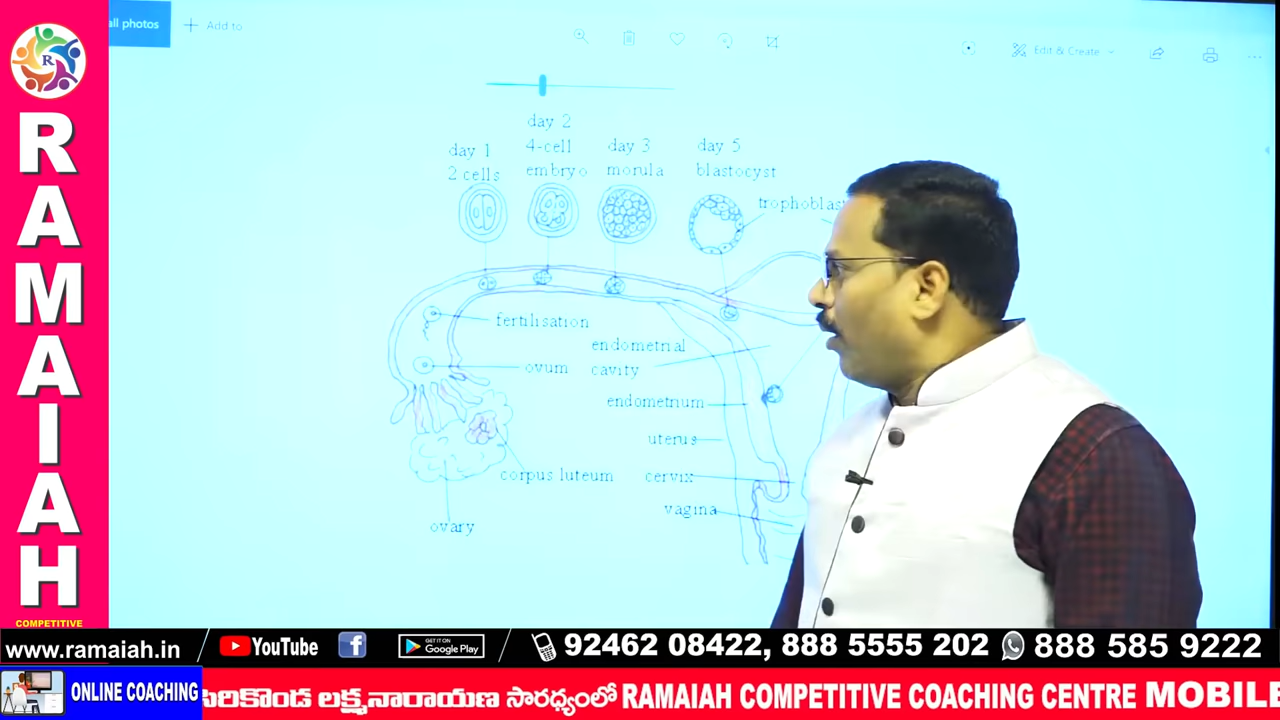 all photos
Add to
Edit & Create
R
RAMAIAH
COMPETITIVE
day 1
2 cells
day 2
4-cell
embryo
day 3
morula
day 5
blastocyst
fertilisation
ovum
endometrial
cavity
endometrium
uterus
cervix
vagina
corpus luteum
ovary
www.ramaiah.in
YouTube
f
GET IT ON
Google Play
92462 08422, 888 5555 202
888 585 9222
ONLINE COACHING
సిరికొండ లక్ష్మీనారాయణ సారధ్యంలో RAMAIAH COMPETITIVE COACHING CENTRE MOBILE